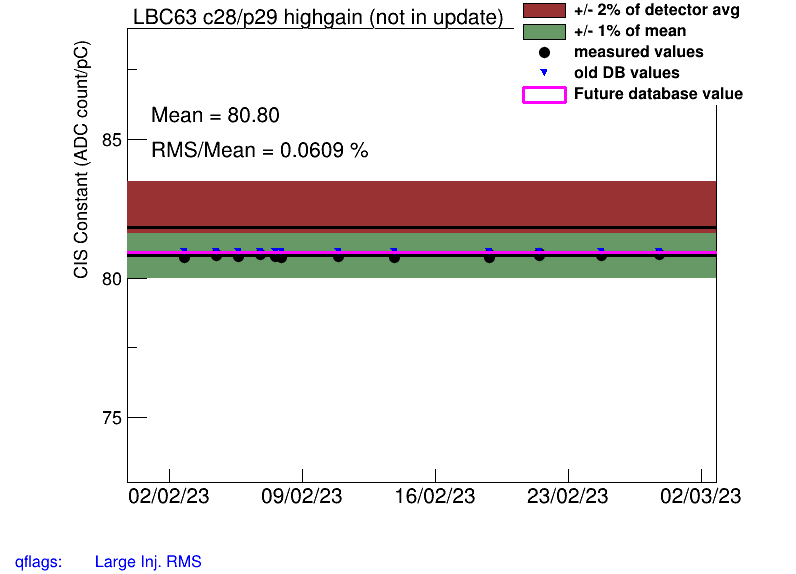 LBC63 c28/p29 highgain (not in update)
+/- 2% of detector avg
+/- 1% of mean
measured values
old DB values
Future database value
Mean = 80.80
RMS/Mean = 0.0609 %
CIS Constant (ADC count/pC)
85
80
75
02/02/23 09/02/23 16/02/23 23/02/23 02/03/23
qflags: Large Inj. RMS